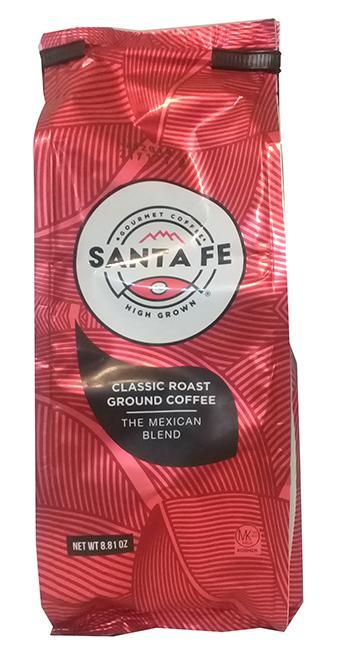 GOURMET COFFEE
SANTA FE
®
HIGH GROWN
CLASSIC ROAST
GROUND COFFEE
THE MEXICAN
BLEND
NET WT 8.81 OZ
MK
KOSHER